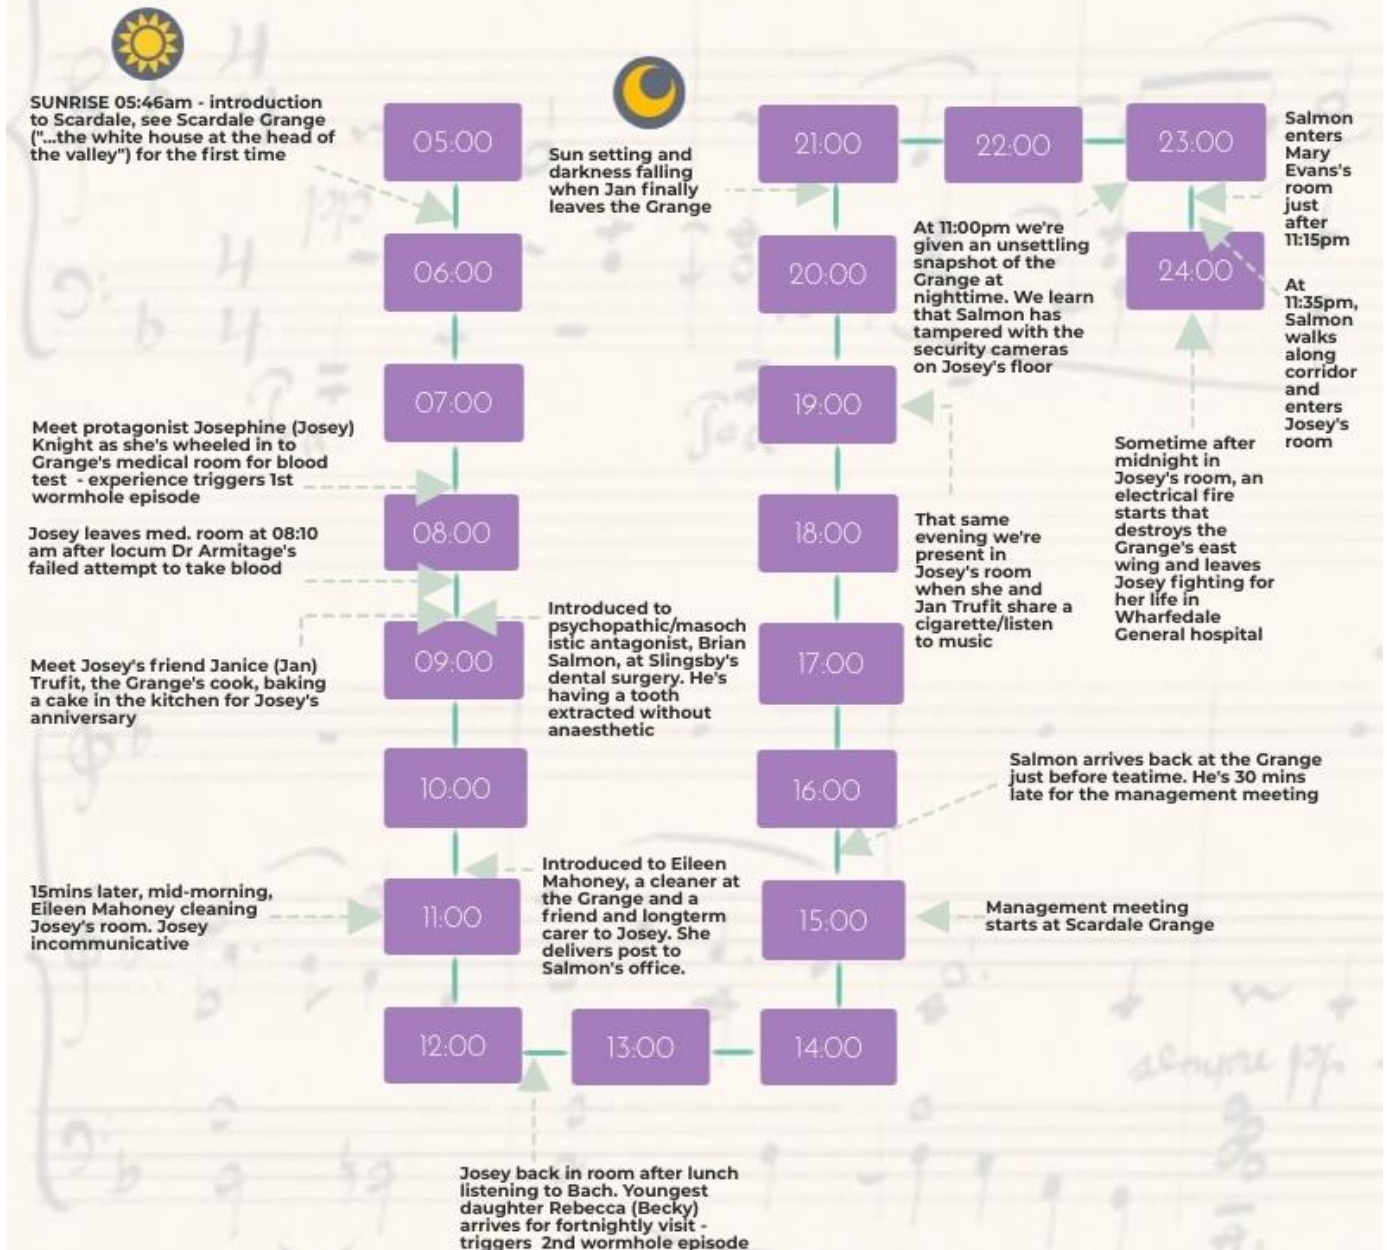 SUNRISE 05:46am - introduction
to Scardale, see Scardale Grange
("...the white house at the head of
the valley") for the first time
05:00
06:00
07:00
Meet protagonist Josephine (Josey)
Knight as she's wheeled in to
Grange's medical room for blood
test - experience triggers 1st
wormhole episode
08:00
Josey leaves med. room at 08:10
am after locum Dr Armitage's
failed attempt to take blood
Meet Josey's friend Janice (Jan)
Trufit, the Grange's cook, baking
a cake in the kitchen for Josey's
anniversary
Introduced to
psychopathic/masoch
istic antagonist, Brian
Salmon, at Slingsby's
dental surgery. He's
having a tooth
extracted without
anaesthetic
09:00
10:00
Introduced to Eileen
Mahoney, a cleaner at
the Grange and a
friend and longterm
carer to Josey. She
delivers post to
Salmon's office.
15mins later, mid-morning,
Eileen Mahoney cleaning
Josey's room. Josey
incommunicative
11:00
12:00
Josey back in room after lunch
listening to Bach. Youngest
daughter Rebecca (Becky)
arrives for fortnightly visit -
triggers 2nd wormhole episode
13:00
14:00
15:00
Management meeting
starts at Scardale Grange
Salmon arrives back at the Grange
just before teatime. He's 30 mins
late for the management meeting
16:00
17:00
18:00
19:00
That same
evening we're
present in
Josey's room
when she and
Jan Trufit share a
cigarette/listen
to music
20:00
Sun setting and
darkness falling
when Jan finally
leaves the Grange
21:00
22:00
23:00
At 11:00pm we're
given an unsettling
snapshot of the
Grange at
nighttime. We learn
that Salmon has
tampered with the
security cameras
on Josey's floor
Salmon
enters
Mary
Evans's
room
just
after
11:15pm
At
11:35pm,
Salmon
walks
along
corridor
and
enters
Josey's
room
24:00
Sometime after
midnight in
Josey's room, an
electrical fire
starts that
destroys the
Grange's east
wing and leaves
Josey fighting for
her life in
Wharfedale
General hospital
pp
sempre pp